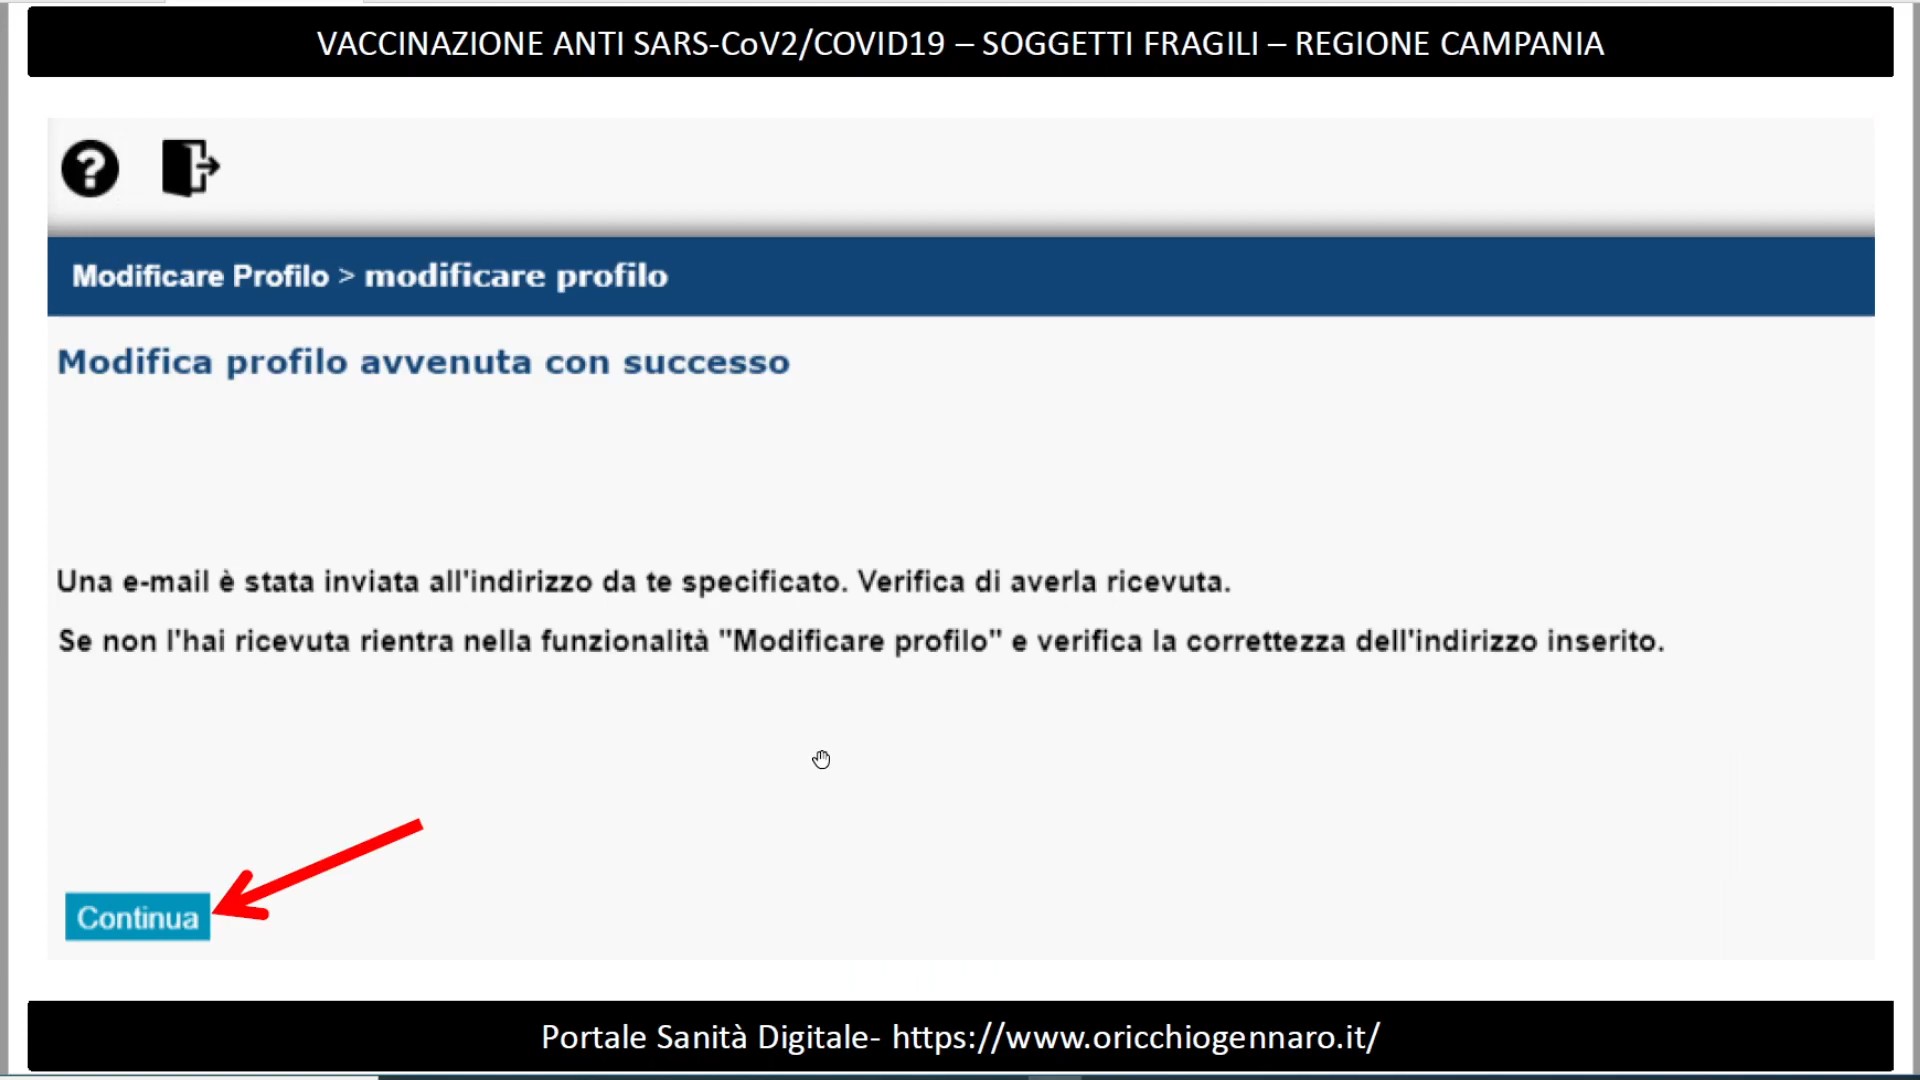 VACCINAZIONE ANTI SARS-CoV2/COVID19 – SOGGETTI FRAGILI – REGIONE CAMPANIA
Modificare Profilo > modificare profilo
Modifica profilo avvenuta con successo
Una e-mail è stata inviata all'indirizzo da te specificato. Verifica di averla ricevuta.
Se non l'hai ricevuta rientra nella funzionalità "Modificare profilo" e verifica la correttezza dell'indirizzo inserito.
Continua
Portale Sanità Digitale- https://www.oricchiogennaro.it/